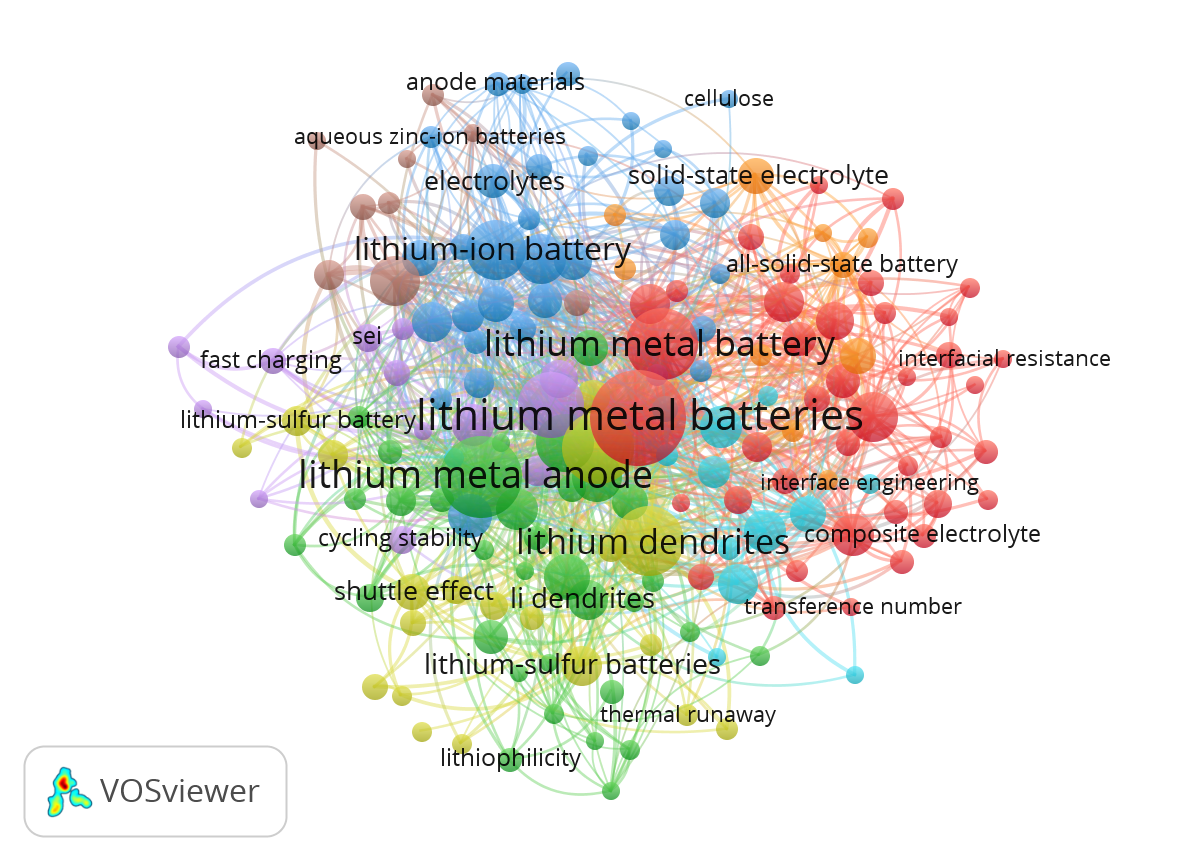 anode materials
cellulose
aqueous zinc-ion batteries
electrolytes
solid-state electrolyte
lithium-ion battery
all-solid-state battery
sei
lithium metal battery
fast charging
interfacial resistance
lithium-sulfur battery
lithium metal batteries
lithium metal anode
interface engineering
cycling stability
lithium dendrites
composite electrolyte
shuttle effect
li dendrites
transference number
lithium-sulfur batteries
thermal runaway
lithiophilicity
VOSviewer